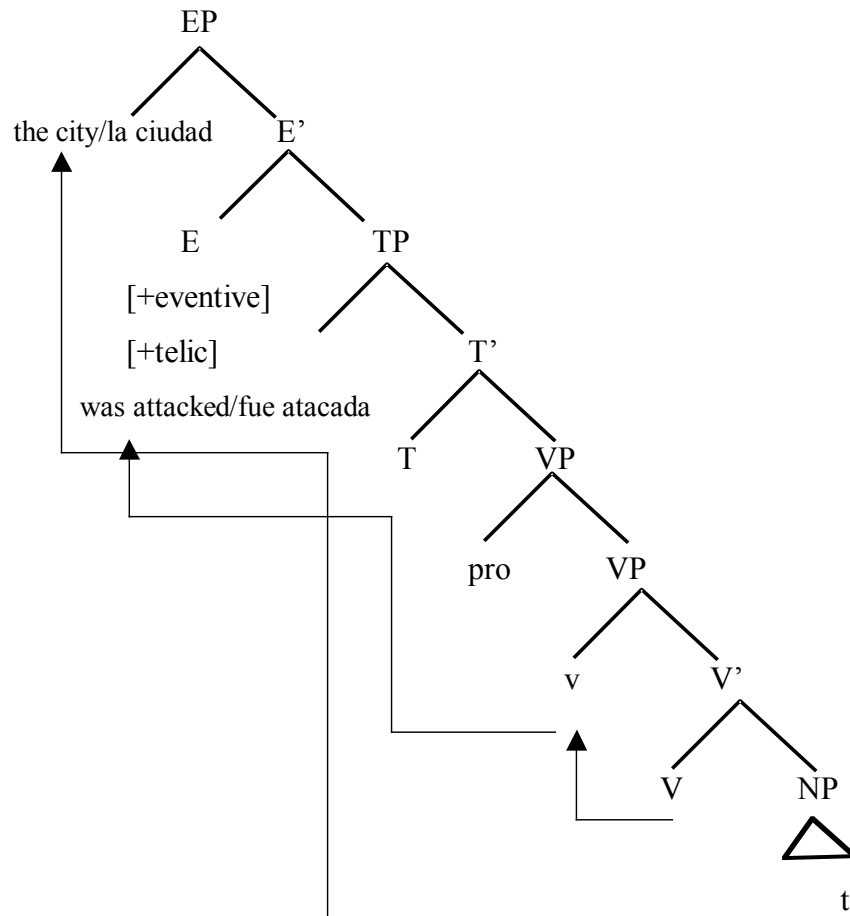 EP
the city/la ciudad E’
E TP
[+eventive]
[+telic] T’
was attacked/fue atacada
T VP
pro VP
v V’
V NP
t